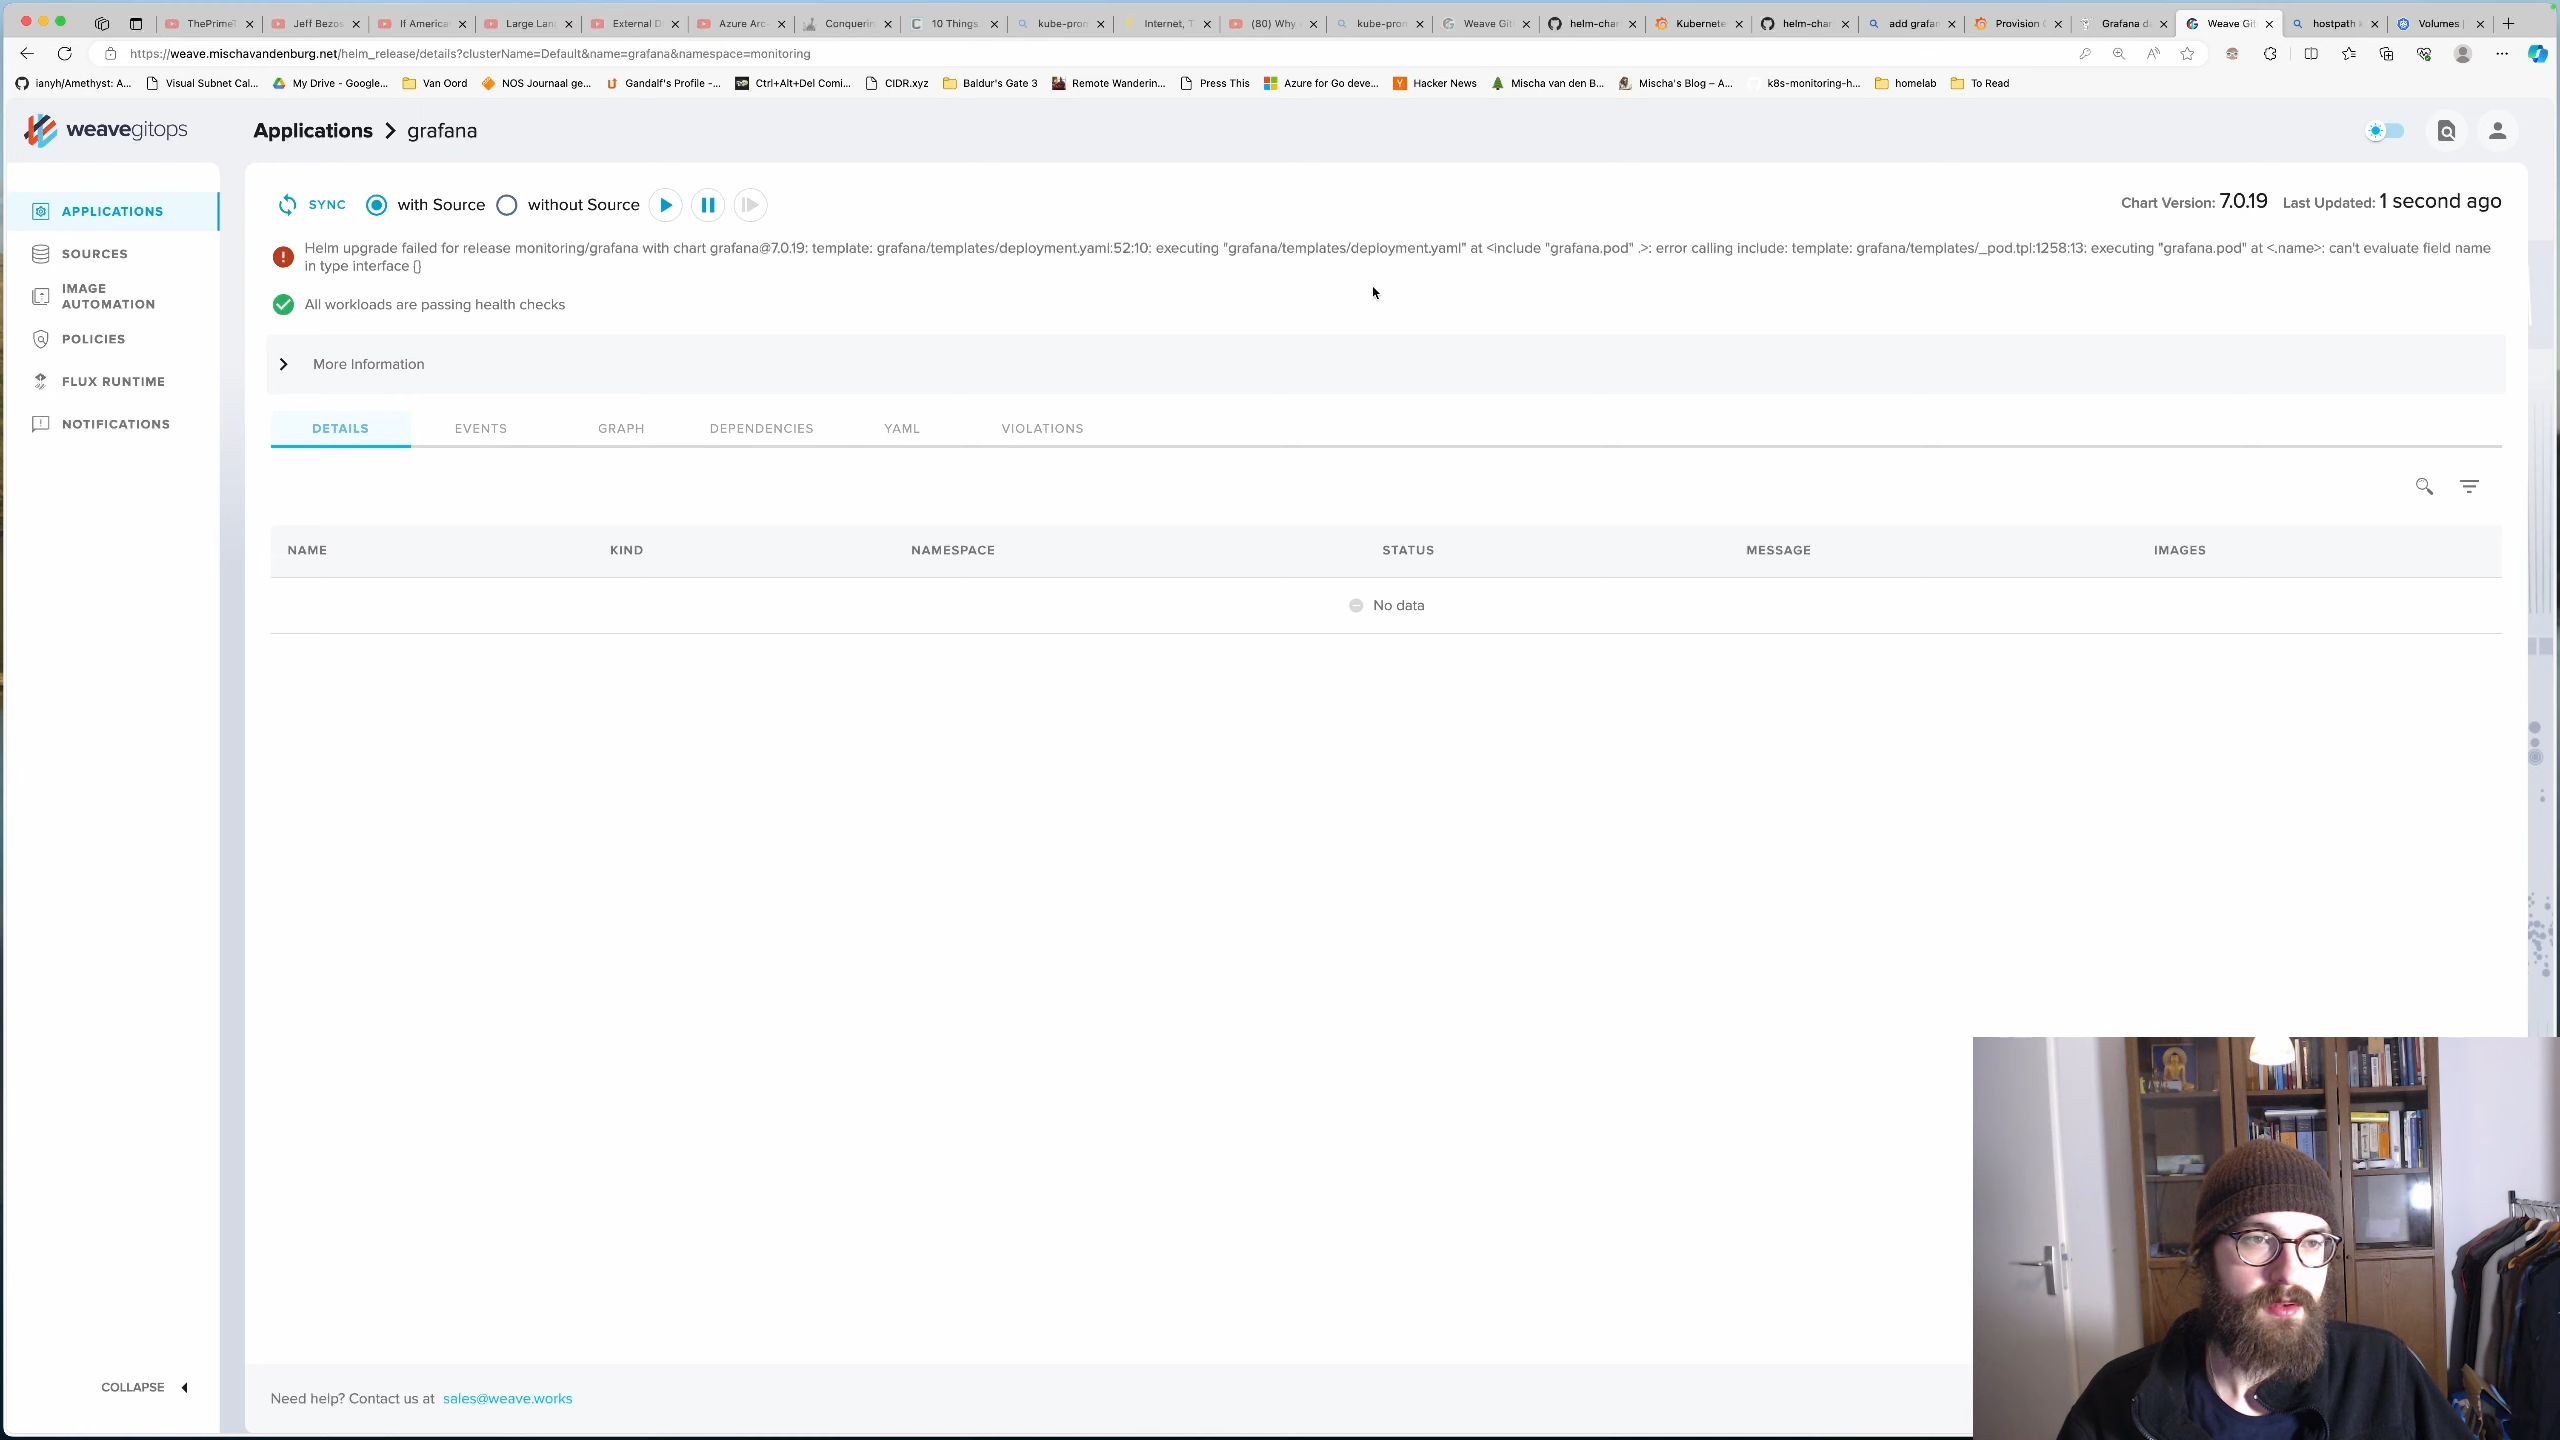 ThePrimeT
Jeff Bezos
If America
Large Lang
External D
Azure Arc
Conquerin
10 Things
kube-prom
Internet, T
(80) Why
kube-prom
Weave Git
helm-char
Kubernete
helm-char
add grafan
Provision G
Grafana da
Weave Git
hostpath k
Volumes
https://weave.mischavandenburg.net/helm_release/details?clusterName=Default&name=grafana&namespace=monitoring
ianyh/Amethyst: A...
Visual Subnet Cal...
My Drive - Google...
Van Oord
NOS Journaal ge...
Gandalf's Profile -...
Ctrl+Alt+Del Comi...
CIDR.xyz
Baldur's Gate 3
Remote Wanderin...
Press This
Azure for Go deve...
Hacker News
Mischa van den B...
Mischa's Blog – A...
k8s-monitoring-h...
homelab
To Read
weavegitops
Applications > grafana
APPLICATIONS
SOURCES
IMAGE
AUTOMATION
POLICIES
FLUX RUNTIME
NOTIFICATIONS
COLLAPSE
SYNC with Source without Source
Chart Version: 7.0.19 Last Updated: 1 second ago
Helm upgrade failed for release monitoring/grafana with chart grafana@7.0.19: template: grafana/templates/deployment.yaml:52:10: executing "grafana/templates/deployment.yaml" at <include "grafana.pod" .>: error calling include: template: grafana/templates/_pod.tpl:1258:13: executing "grafana.pod" at <.name>: can't evaluate field name
in type interface {}
All workloads are passing health checks
More Information
DETAILS EVENTS GRAPH DEPENDENCIES YAML VIOLATIONS
NAME KIND NAMESPACE STATUS MESSAGE IMAGES
No data
Need help? Contact us at sales@weave.works